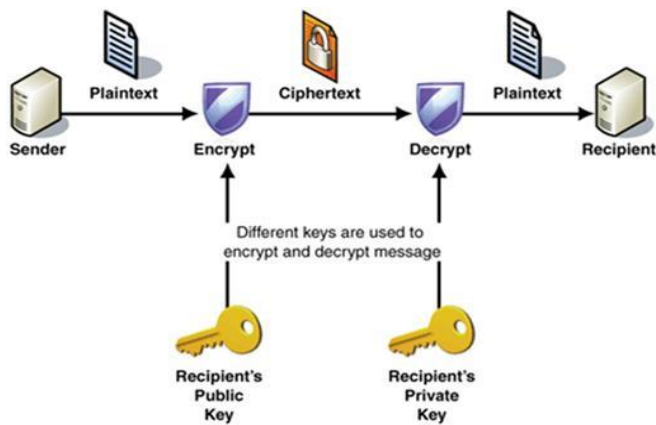 Plaintext
Ciphertext
Plaintext
Sender
Encrypt
Decrypt
Recipient
Different keys are used to
encrypt and decrypt message
Recipient's
Public
Key
Recipient's
Private
Key